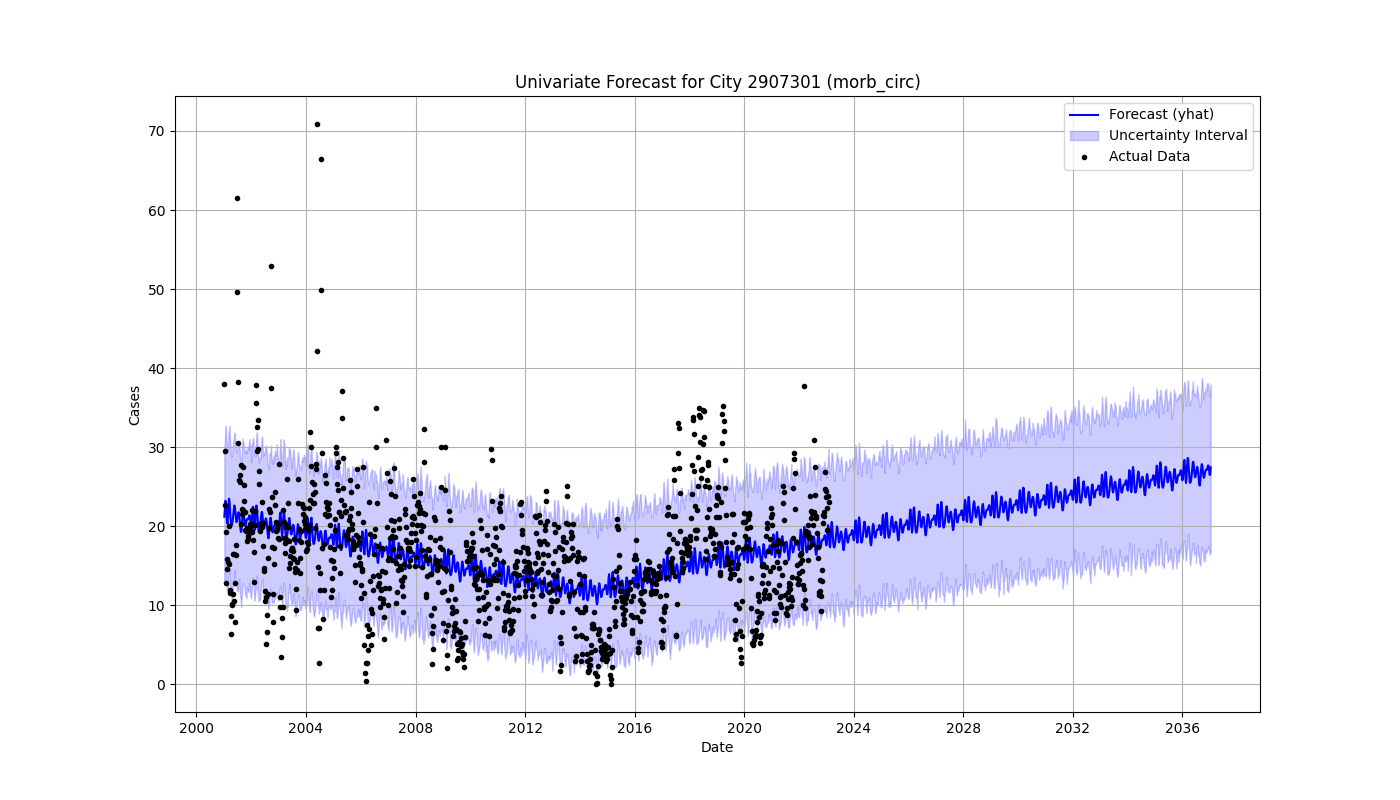 Univariate Forecast for City 2907301 (morb_circ)
Forecast (yhat)
Uncertainty Interval
Actual Data
Cases
70
60
50
40
30
20
10
0
2000 2004 2008 2012 2016 2020 2024 2028 2032 2036
Date